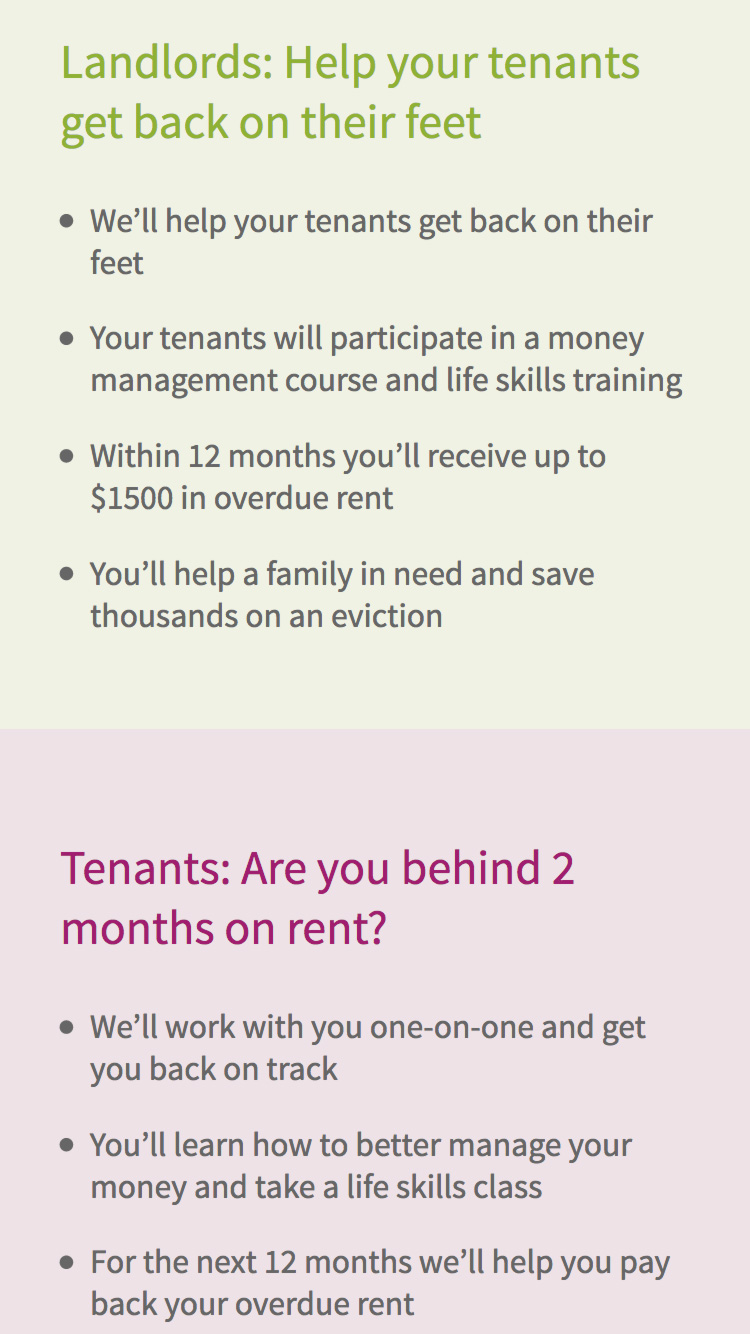 Landlords: Help your tenants
get back on their feet
• We’ll help your tenants get back on their
feet
• Your tenants will participate in a money
management course and life skills training
• Within 12 months you’ll receive up to
$1500 in overdue rent
• You’ll help a family in need and save
thousands on an eviction
Tenants: Are you behind 2
months on rent?
• We’ll work with you one-on-one and get
you back on track
• You’ll learn how to better manage your
money and take a life skills class
• For the next 12 months we’ll help you pay
back your overdue rent